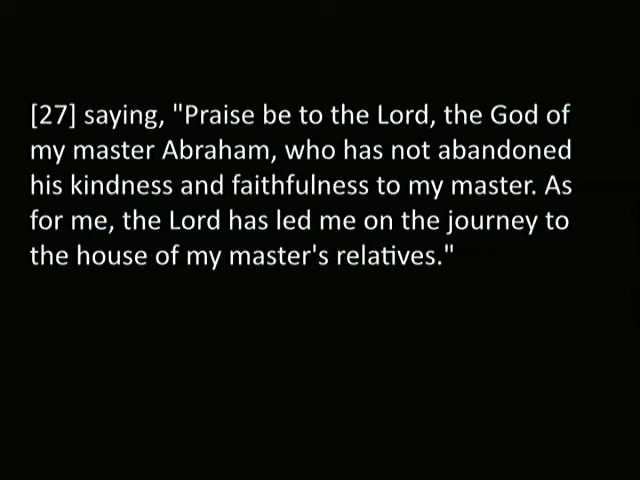 [27] saying, "Praise be to the Lord, the God of
my master Abraham, who has not abandoned
his kindness and faithfulness to my master. As
for me, the Lord has led me on the journey to
the house of my master's relatives."